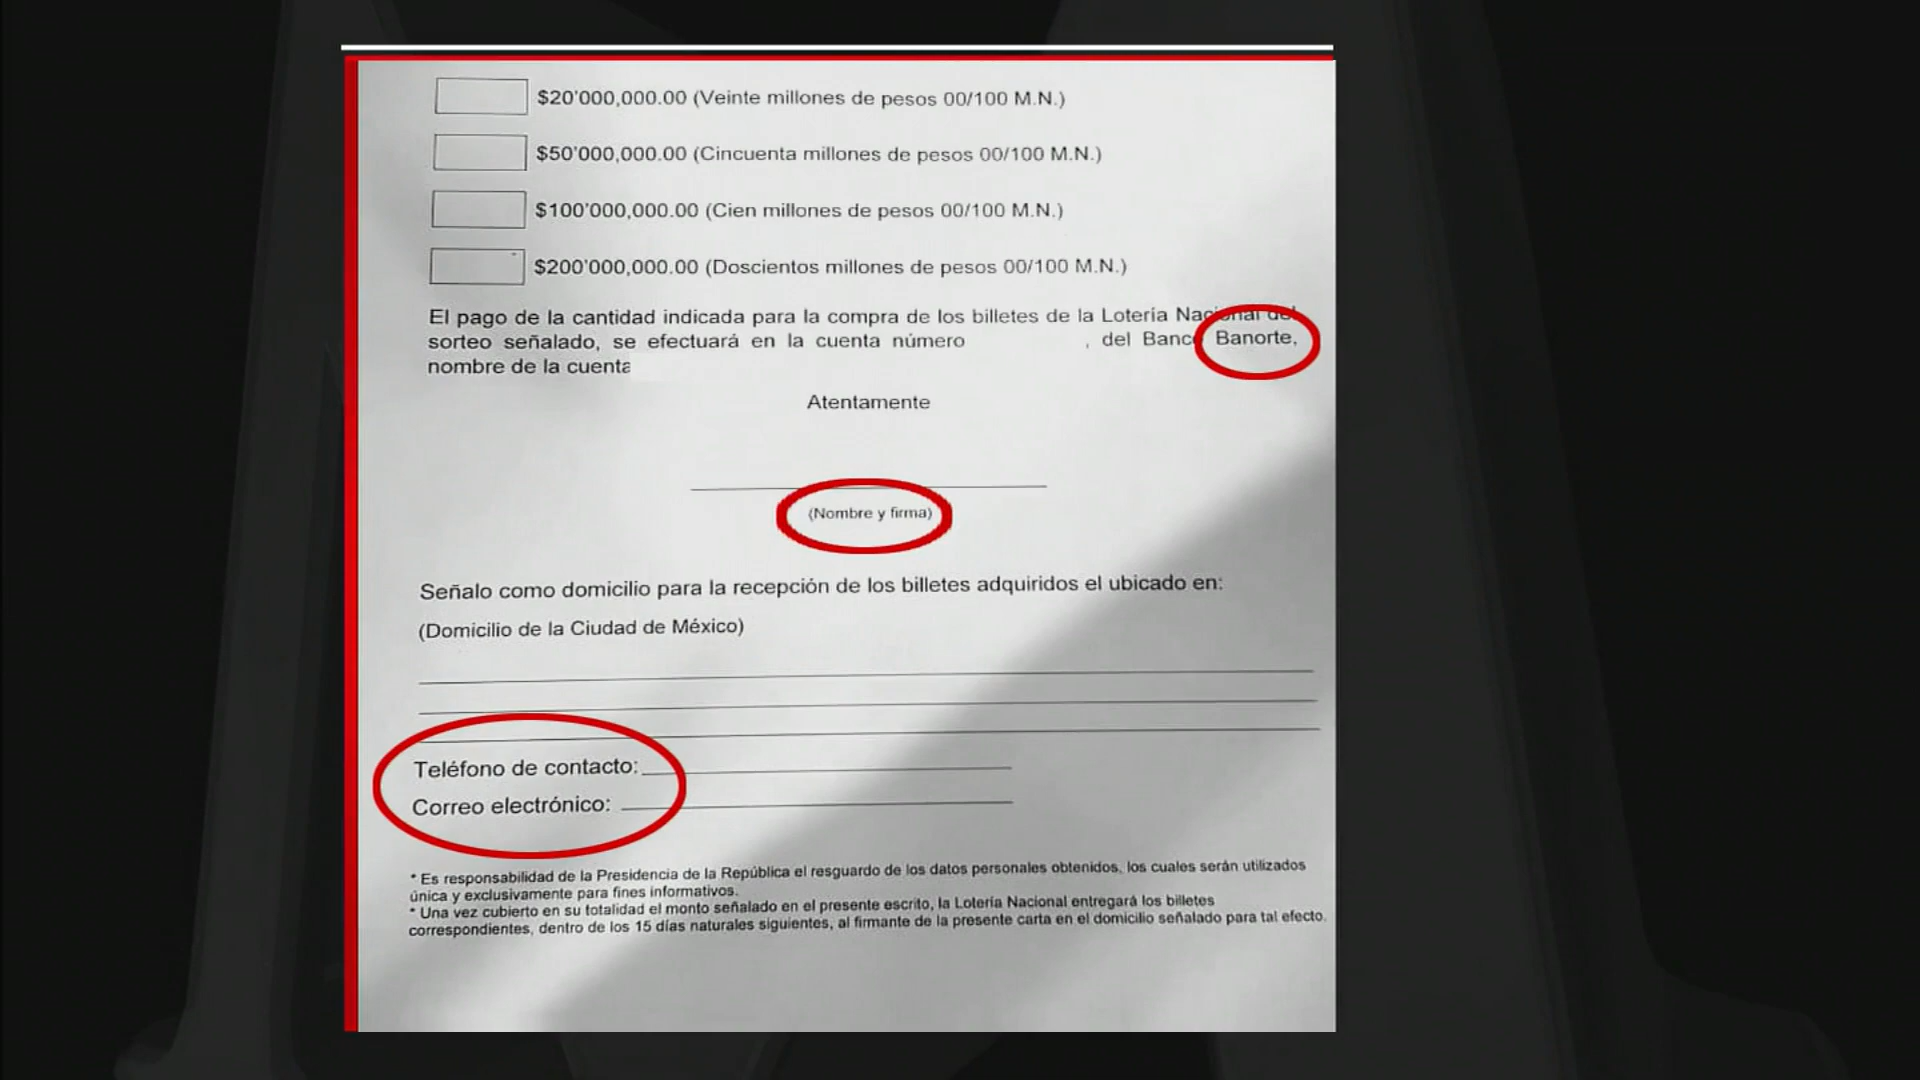 $20'000,000.00 (Veinte millones de pesos 00/100 M.N.)
$50'000,000.00 (Cincuenta millones de pesos 00/100 M.N.)
$100'000,000.00 (Cien millones de pesos 00/100 M.N.)
$200'000,000.00 (Doscientos millones de pesos 00/100 M.N.)
El pago de la cantidad indicada para la compra de los billetes de la Lotería Nacional del
sorteo señalado, se efectuará en la cuenta número , del Banco Banorte,
nombre de la cuenta
Atentamente
(Nombre y firma)
Señalo como domicilio para la recepción de los billetes adquiridos el ubicado en:
(Domicilio de la Ciudad de México)
Teléfono de contacto:
Correo electrónico:
* Es responsabilidad de la Presidencia de la República el resguardo de los datos personales obtenidos, los cuales serán utilizados
única y exclusivamente para fines informativos.
* Una vez cubierto en su totalidad el monto señalado en el presente escrito, la Lotería Nacional entregará los billetes
correspondientes, dentro de los 15 días naturales siguientes, al firmante de la presente carta en el domicilio señalado para tal efecto.